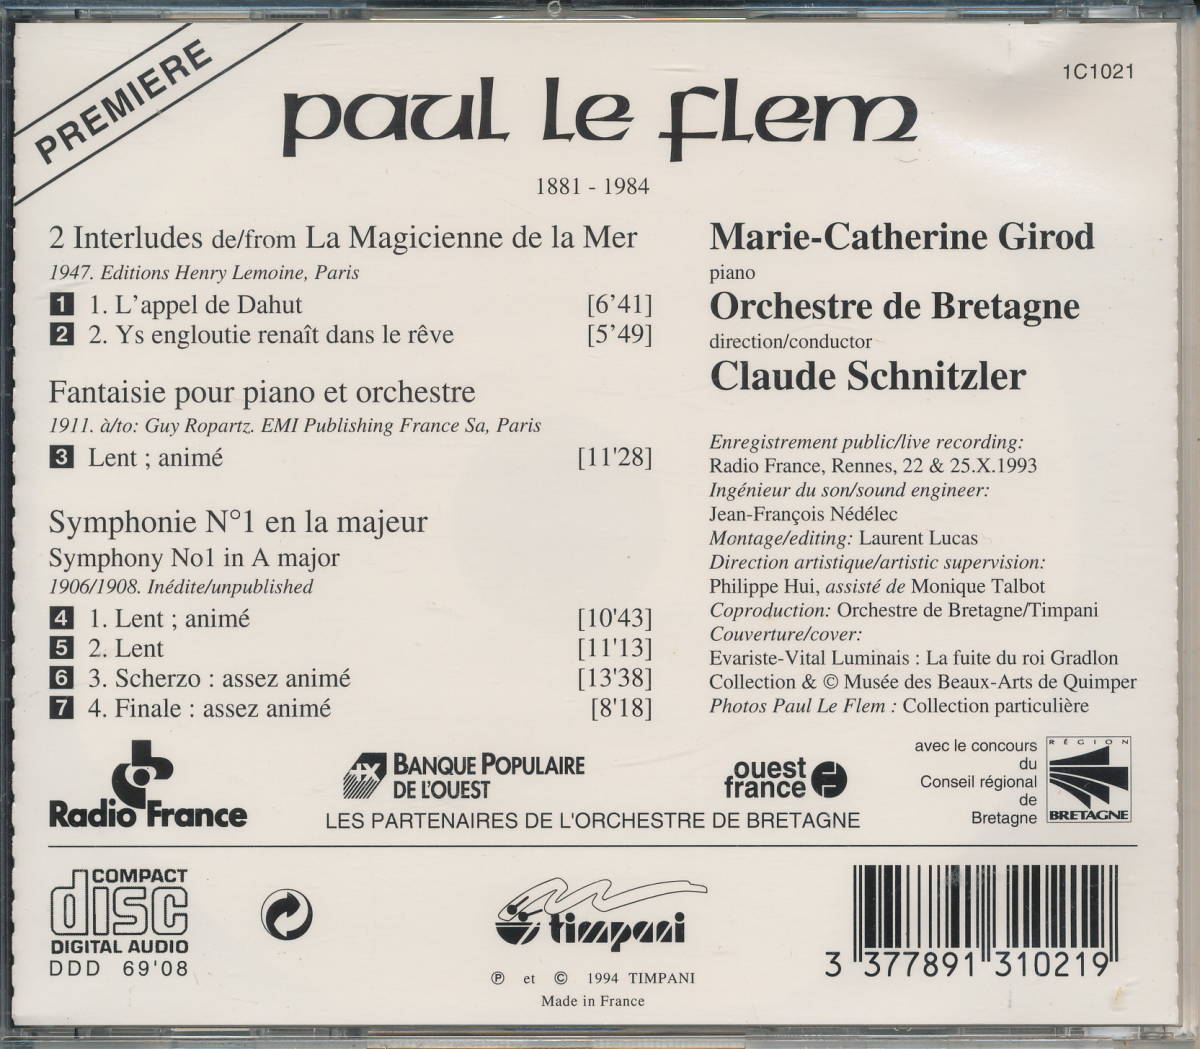 PREMIERE
1C1021
paul le flem
1881 - 1984
2 Interludes de/from La Magicienne de la Mer
1947. Editions Henry Lemoine, Paris
1 1. L'appel de Dahut [6'41]
2 2. Ys engloutie renaît dans le rêve [5'49]
Fantaisie pour piano et orchestre
1911. à/to: Guy Ropartz. EMI Publishing France Sa, Paris
3 Lent ; animé [11'28]
Symphonie N°1 en la majeur
Symphony No1 in A major
1906/1908. Inédite/unpublished
4 1. Lent ; animé [10'43]
5 2. Lent [11'13]
6 3. Scherzo : assez animé [13'38]
7 4. Finale : assez animé [8'18]
Marie-Catherine Girod
piano
Orchestre de Bretagne
direction/conductor
Claude Schnitzler
Enregistrement public/live recording:
Radio France, Rennes, 22 & 25.X.1993
Ingénieur du son/sound engineer:
Jean-François Nédélec
Montage/editing: Laurent Lucas
Direction artistique/artistic supervision:
Philippe Hui, assisté de Monique Talbot
Coproduction: Orchestre de Bretagne/Timpani
Couverture/cover:
Evariste-Vital Luminais : La fuite du roi Gradlon
Collection & © Musée des Beaux-Arts de Quimper
Photos Paul Le Flem : Collection particulière
Radio France
BANQUE POPULAIRE
DE L'OUEST
ouest
france
LES PARTENAIRES DE L'ORCHESTRE DE BRETAGNE
avec le concours
du
Conseil régional
de
Bretagne
RÉGION
BRETAGNE
COMPACT
disc
DIGITAL AUDIO
DDD 69'08
timpani
℗ et © 1994 TIMPANI
Made in France
3 377891 310219